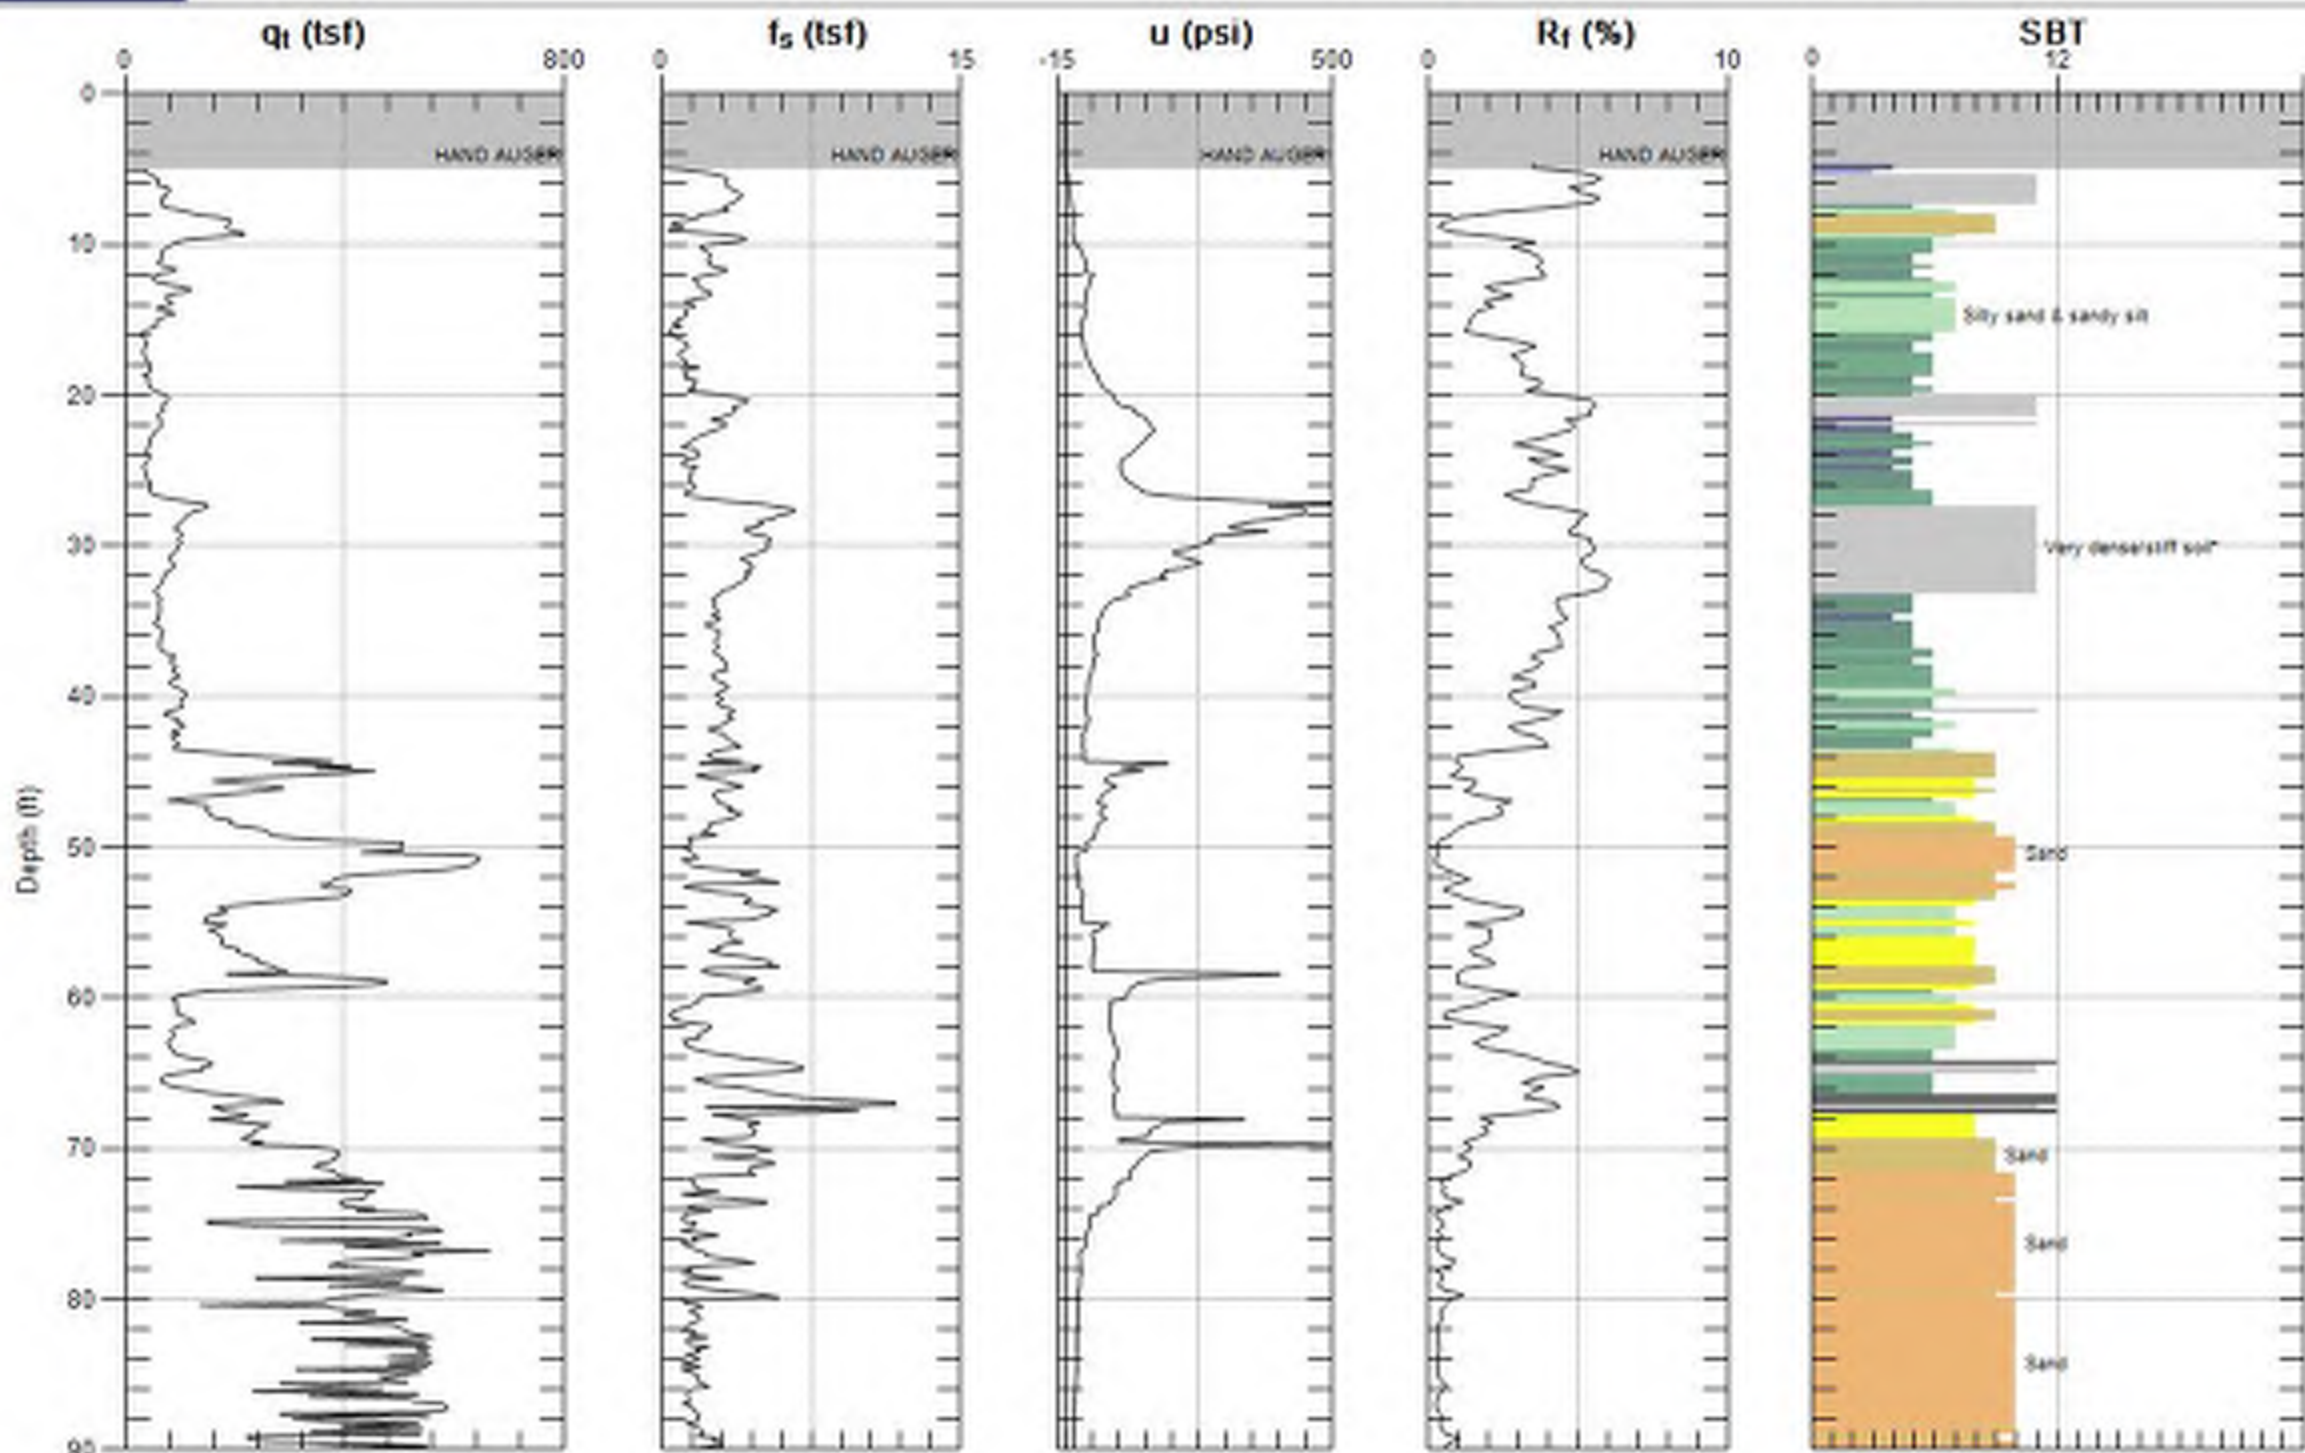 qt (tsf) fs (tsf) u (psi) Rf (%) SBT
0 800 0 15 -15 500 0 10 0 12
0
HAND AUGER HAND AUGER HAND AUGER HAND AUGER
10
Silty sand & sandy silt
20
30 Very dense/stiff soil*
40
Depth (ft)
50 Sand
60
70 Sand
Sand
80
Sand
90